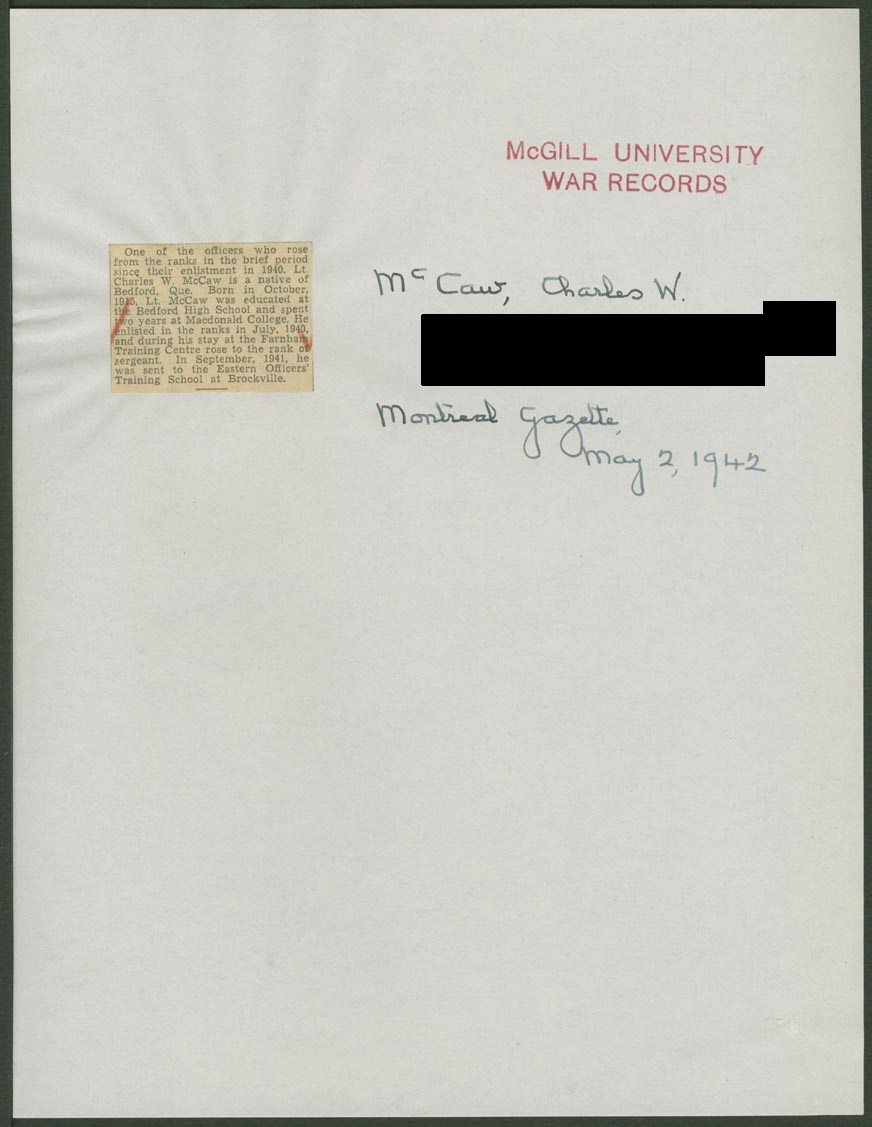 McGILL UNIVERSITY
WAR RECORDS
One of the officers who rose
from the ranks in the brief period
since their enlistment in 1940, Lt.
Charles W. McCaw is a native of
Bedford, Que. Born in October,
1915, Lt. McCaw was educated at
the Bedford High School and spent
two years at Macdonald College. He
enlisted in the ranks in July, 1940,
and during his stay at the Farnham
Training Centre rose to the rank of
sergeant. In September, 1941, he
was sent to the Eastern Officers'
Training School at Brockville.
McCaw, Charles W.
Montreal Gazette,
May 2, 1942